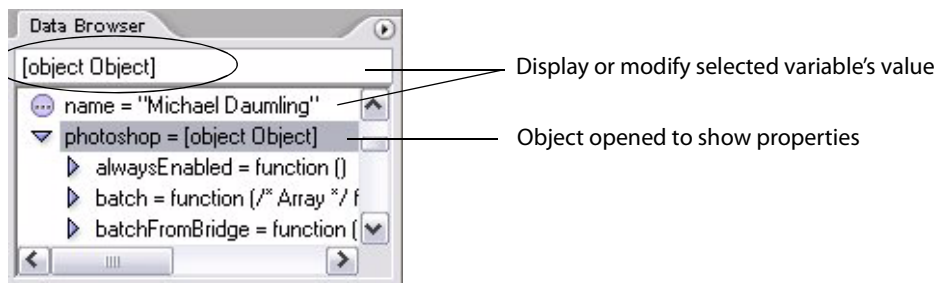 Data Browser
[object Object]
Display or modify selected variable's value
name = "Michael Daumling"
photoshop = [object Object]
Object opened to show properties
alwaysEnabled = function ()
batch = function (/* Array */ f
batchFromBridge = function (